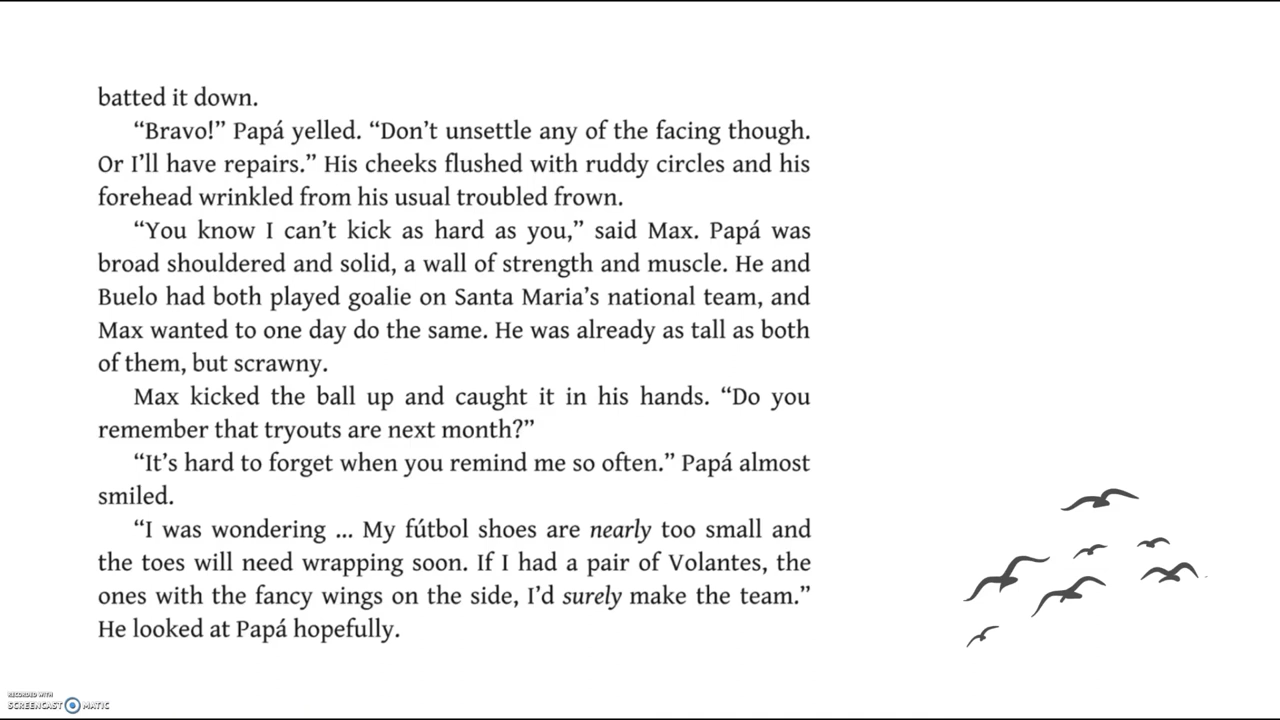 batted it down.
“Bravo!” Papá yelled. “Don’t unsettle any of the facing though.
Or I’ll have repairs.” His cheeks flushed with ruddy circles and his
forehead wrinkled from his usual troubled frown.
“You know I can’t kick as hard as you,” said Max. Papá was
broad shouldered and solid, a wall of strength and muscle. He and
Buelo had both played goalie on Santa Maria’s national team, and
Max wanted to one day do the same. He was already as tall as both
of them, but scrawny.
Max kicked the ball up and caught it in his hands. “Do you
remember that tryouts are next month?”
“It’s hard to forget when you remind me so often.” Papá almost
smiled.
“I was wondering ... My fútbol shoes are nearly too small and
the toes will need wrapping soon. If I had a pair of Volantes, the
ones with the fancy wings on the side, I’d surely make the team.”
He looked at Papá hopefully.
RECORDED WITH
SCREENCAST MATIC